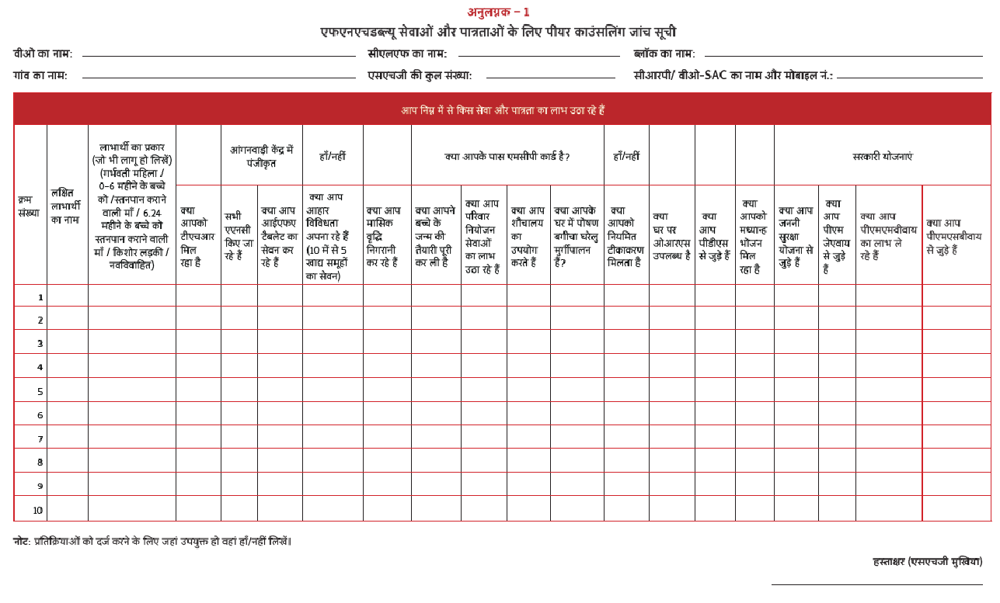 अनुलग्नक – 1
एफएनएचडब्ल्यू सेवाओं और पात्रताओं के लिए पीयर काउंसलिंग जांच सूची
वीओ का नाम: सीएलएफ का नाम: ब्लॉक का नाम:
गांव का नाम: एसएचजी की कुल संख्या: सीआरपी/ वीओ-SAC का नाम और मोबाइल नं.:
आप निम्न में से किस सेवा और पात्रता का लाभ उठा रहे हैं
क्रम
संख्या
लक्षित
लाभार्थी
का नाम
लाभार्थी का प्रकार
(जो भी लागू हो लिखें)
(गर्भवती महिला /
0-6 महीने के बच्चे
को /स्तनपान कराने
वाली माँ / 6.24
महीने के बच्चे को
स्तनपान कराने वाली
माँ / किशोर लड़की /
नवविवाहित)
आंगनवाड़ी केंद्र में
पंजीकृत
हाँ/नहीं
क्या आपके पास एमसीपी कार्ड है?
हाँ/नहीं
सरकारी योजनाएं
क्या
आपको
टीएचआर
मिल
रहा है
सभी
एएनसी
किए जा
रहे हैं
क्या आप
आईएफए
टैबलेट का
सेवन कर
रहे हैं
क्या आप
आहार
विविधता
अपना रहे हैं
(10 में से 5
खाद्य समूहों
का सेवन)
क्या आप
मासिक
वृद्धि
निगरानी
कर रहे हैं
क्या आपने
बच्चे के
जन्म की
तैयारी पूरी
कर ली है
क्या आप
परिवार
नियोजन
सेवाओं
का लाभ
उठा रहे हैं
क्या आप
शौचालय
का
उपयोग
करते हैं
क्या आपके
घर में पोषण
बगीचा घरेलु
मुर्गीपालन
हैं?
क्या
आपको
नियमित
टीकाकरण
मिलता है
क्या
घर पर
ओआरएस
उपलब्ध है
क्या
आप
पीडीएस
से जुड़े हैं
क्या
आपको
मध्यान्ह
भोजन
मिल
रहा है
क्या आप
जननी
सुरक्षा
योजना से
जुड़े हैं
क्या
आप
पीएम
जेएवाय
से जुड़े
हैं
क्या आप
पीएमएमवीवाय
का लाभ ले
रहे हैं
क्या आप
पीएमएसबीवाय
से जुड़े हैं
1
2
3
4
5
6
7
8
9
10
नोट: प्रतिक्रियाओं को दर्ज करने के लिए जहां उपयुक्त हो वहां हाँ/नहीं लिखें।
हस्ताक्षर (एसएचजी मुखिया)